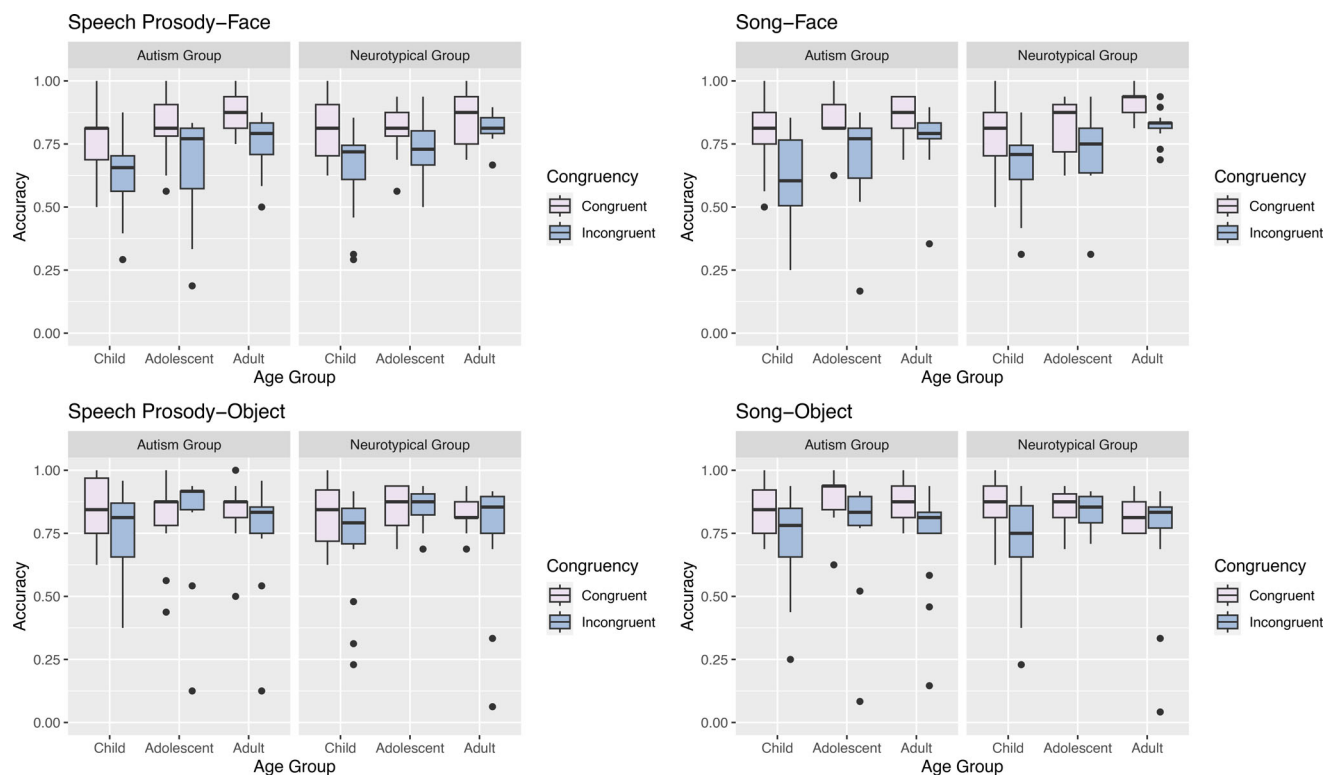 Speech Prosody–Face
Autism Group
Neurotypical Group
1.00
0.75
0.50
0.25
0.00
Accuracy
Child
Adolescent
Adult
Child
Adolescent
Adult
Age Group
Congruency
Congruent
Incongruent
Song–Face
Autism Group
Neurotypical Group
1.00
0.75
0.50
0.25
0.00
Accuracy
Child
Adolescent
Adult
Child
Adolescent
Adult
Age Group
Congruency
Congruent
Incongruent
Speech Prosody–Object
Autism Group
Neurotypical Group
1.00
0.75
0.50
0.25
0.00
Accuracy
Child
Adolescent
Adult
Child
Adolescent
Adult
Age Group
Congruency
Congruent
Incongruent
Song–Object
Autism Group
Neurotypical Group
1.00
0.75
0.50
0.25
0.00
Accuracy
Child
Adolescent
Adult
Child
Adolescent
Adult
Age Group
Congruency
Congruent
Incongruent